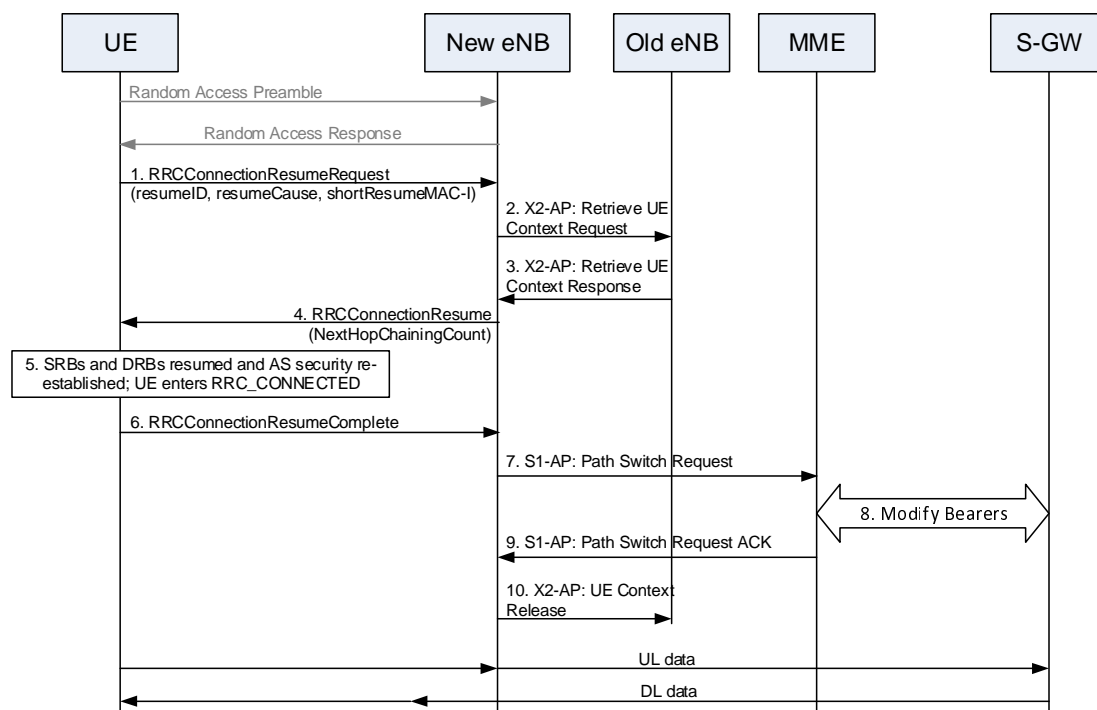 UE
New eNB
Old eNB
MME
S-GW
Random Access Preamble
Random Access Response
1. RRCConnectionResumeRequest
(resumeID, resumeCause, shortResumeMAC-I)
2. X2-AP: Retrieve UE
Context Request
3. X2-AP: Retrieve UE
Context Response
4. RRCConnectionResume
(NextHopChainingCount)
5. SRBs and DRBs resumed and AS security re-
established; UE enters RRC_CONNECTED
6. RRCConnectionResumeComplete
7. S1-AP: Path Switch Request
8. Modify Bearers
9. S1-AP: Path Switch Request ACK
10. X2-AP: UE Context
Release
UL data
DL data